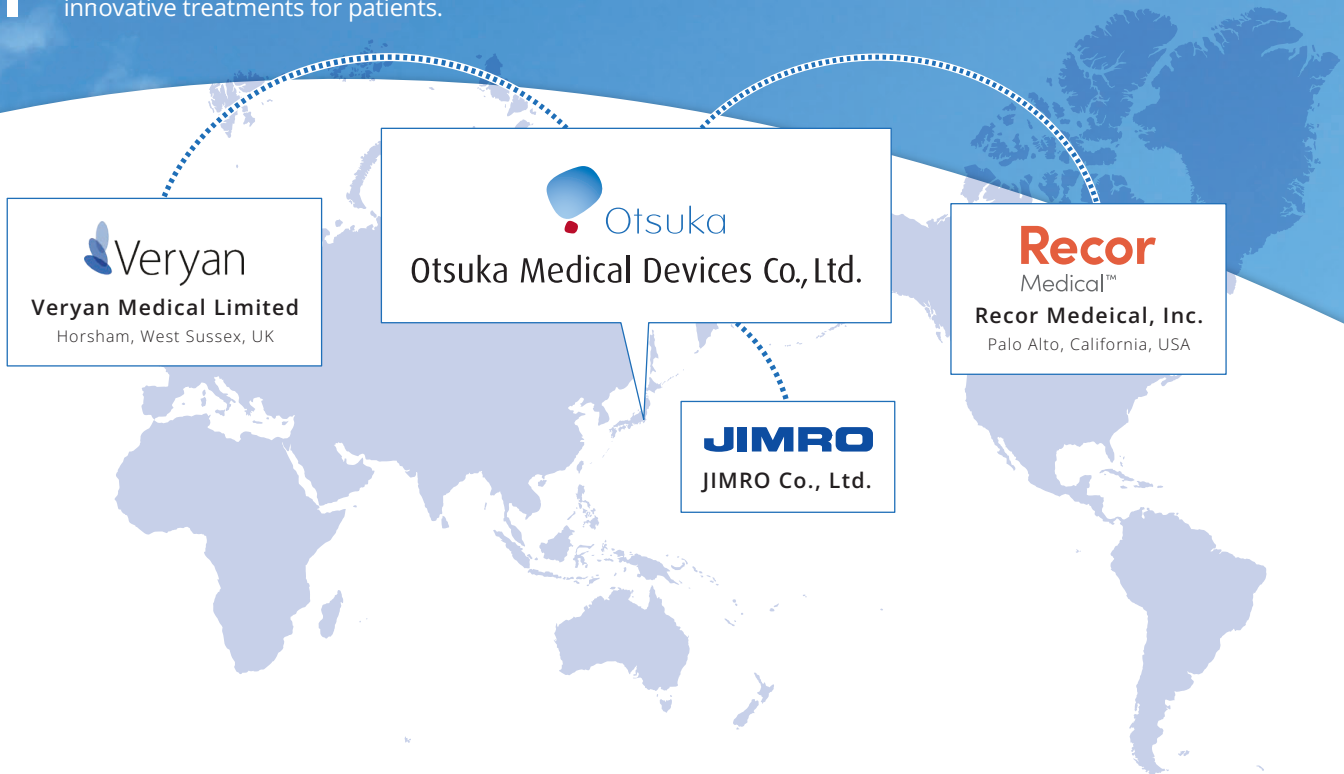 innovative treatments for patients.
Otsuka
Otsuka Medical Devices Co., Ltd.
Veryan
Veryan Medical Limited
Horsham, West Sussex, UK
Recor
Medical™
Recor Medeical, Inc.
Palo Alto, California, USA
JIMRO
JIMRO Co., Ltd.